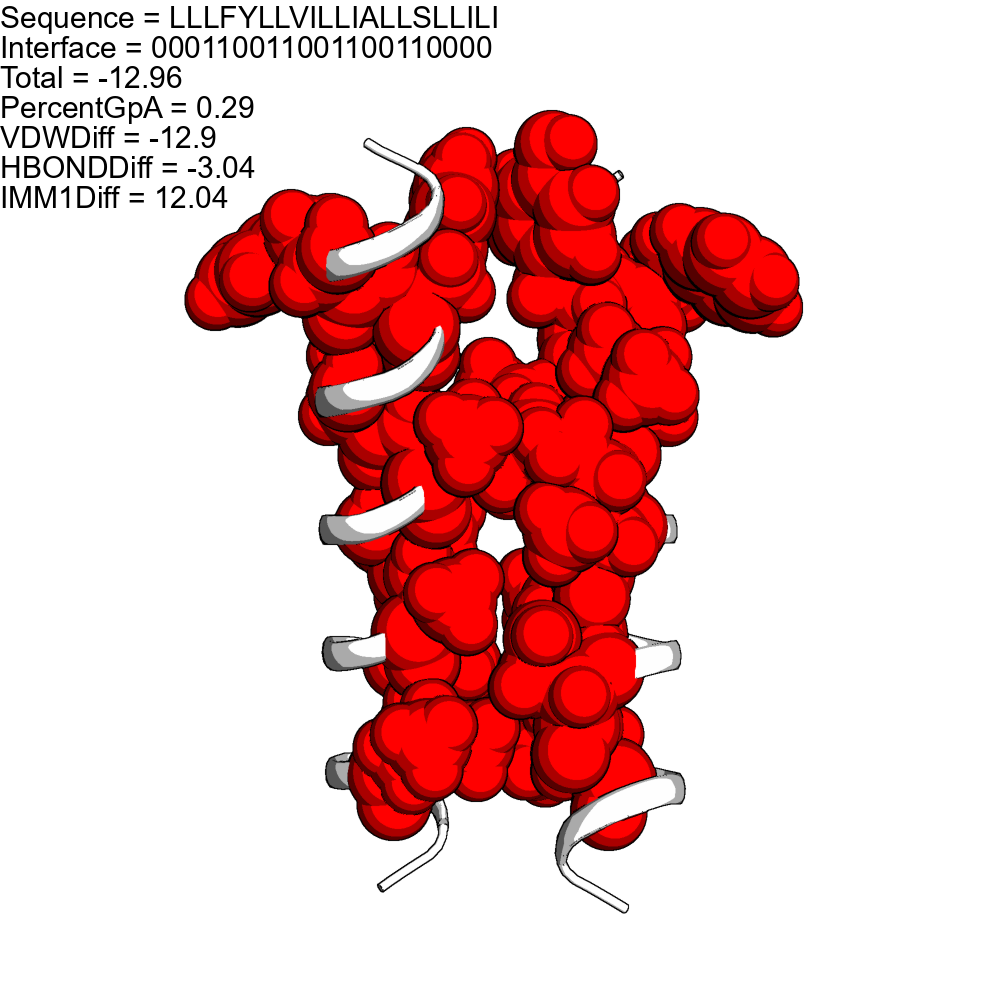 Sequence = LLLFYLLVILLIALLSLLILI
Interface = 000110011001100110000
Total = -12.96
PercentGpA = 0.29
VDWDiff = -12.9
HBONDDiff = -3.04
IMM1Diff = 12.04